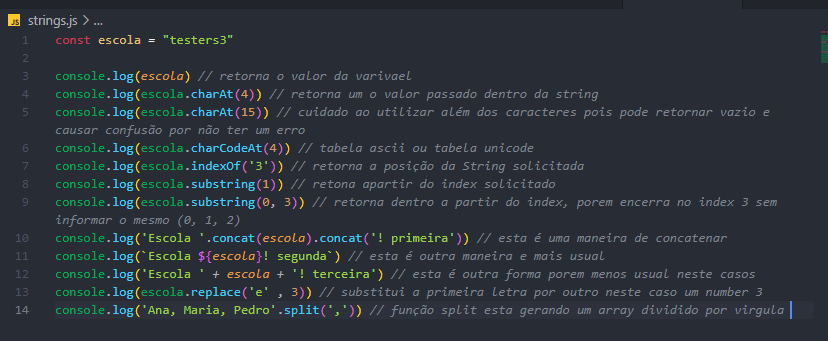 JS strings.js > ...
1 const escola = "testers3"
2
3 console.log(escola) // retorna o valor da varivael
4 console.log(escola.charAt(4)) // retorna um o valor passado dentro da string
5 console.log(escola.charAt(15)) // cuidado ao utilizar além dos caracteres pois pode retornar vazio e
causar confusão por não ter um erro
6 console.log(escola.charCodeAt(4)) // tabela ascii ou tabela unicode
7 console.log(escola.indexOf('3')) // retorna a posição da String solicitada
8 console.log(escola.substring(1)) // retona apartir do index solicitado
9 console.log(escola.substring(0, 3)) // retorna dentro a partir do index, porem encerra no index 3 sem
informar o mesmo (0, 1, 2)
10 console.log('Escola '.concat(escola).concat('! primeira')) // esta é uma maneira de concatenar
11 console.log(`Escola ${escola}! segunda`) // esta é outra maneira e mais usual
12 console.log('Escola ' + escola + '! terceira') // esta é outra forma porem menos usual neste casos
13 console.log(escola.replace('e' , 3)) // substitui a primeira letra por outro neste caso um number 3
14 console.log('Ana, Maria, Pedro'.split(',')) // função split esta gerando um array dividido por virgula